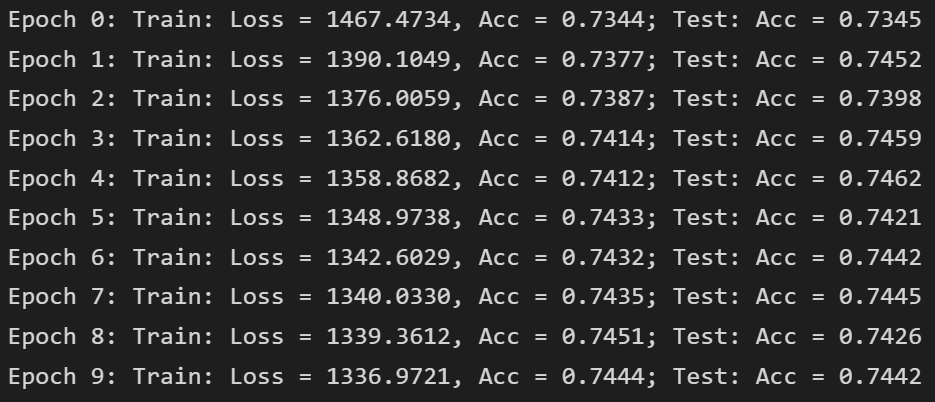 Epoch 0: Train: Loss = 1467.4734, Acc = 0.7344; Test: Acc = 0.7345
Epoch 1: Train: Loss = 1390.1049, Acc = 0.7377; Test: Acc = 0.7452
Epoch 2: Train: Loss = 1376.0059, Acc = 0.7387; Test: Acc = 0.7398
Epoch 3: Train: Loss = 1362.6180, Acc = 0.7414; Test: Acc = 0.7459
Epoch 4: Train: Loss = 1358.8682, Acc = 0.7412; Test: Acc = 0.7462
Epoch 5: Train: Loss = 1348.9738, Acc = 0.7433; Test: Acc = 0.7421
Epoch 6: Train: Loss = 1342.6029, Acc = 0.7432; Test: Acc = 0.7442
Epoch 7: Train: Loss = 1340.0330, Acc = 0.7435; Test: Acc = 0.7445
Epoch 8: Train: Loss = 1339.3612, Acc = 0.7451; Test: Acc = 0.7426
Epoch 9: Train: Loss = 1336.9721, Acc = 0.7444; Test: Acc = 0.7442